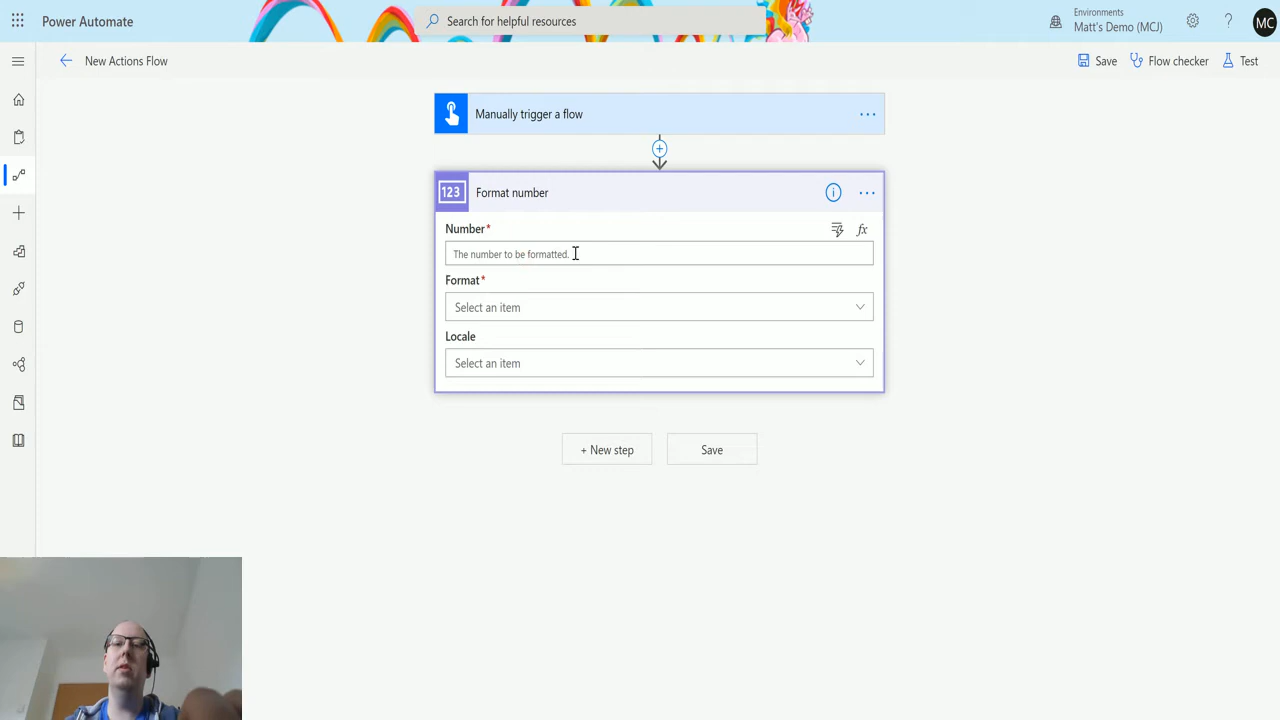 Power Automate
Search for helpful resources
Environments
Matt's Demo (MCJ)
MC
New Actions Flow
Save
Flow checker
Test
Manually trigger a flow
123
Format number
Number*
fx
The number to be formatted.
Format*
Select an item
Locale
Select an item
+ New step
Save